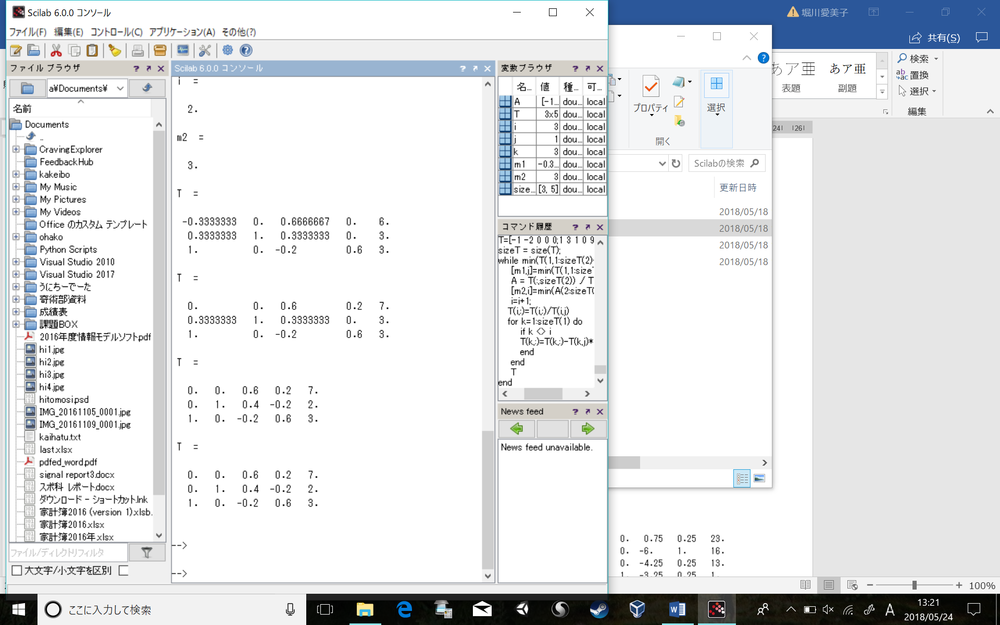 Scilab 6.0.0 コンソール
ファイル(F) 編集(E) コントロール(C) アプリケーション(A) その他(?)
ファイル ブラウザ ? ×
a¥Documents¥
名前
Documents
..
CravingExplorer
FeedbackHub
kakeibo
My Music
My Pictures
My Videos
Office のカスタム テンプレート
ohako
Python Scripts
Visual Studio 2010
Visual Studio 2017
うにちーでーた
奇術部資料
成績表
課題BOX
2016年度情報モデルソフト.pdf
hi1.jpg
hi2.jpg
hi3.jpg
hi4.jpg
hitomosi.psd
IMG_20161105_0001.jpg
IMG_20161109_0001.jpg
kaihatu.txt
last.xlsx
pdfed_word.pdf
signal report3.docx
スポ科 レポート.docx
ダウンロード - ショートカット.lnk
家計簿2016 (version 1).xlsb.
家計簿2016.xlsx
家計簿2016年.xlsx
ファイル/ディレクトリフィルタ
大文字/小文字を区別
Scilab 6.0.0 コンソール ? ×
i =
2.
m2 =
3.
T =
-0.3333333 0. 0.6666667 0. 6.
0.3333333 1. 0.3333333 0. 3.
1. 0. -0.2 0.6 3.
T =
0. 0. 0.6 0.2 7.
0.3333333 1. 0.3333333 0. 3.
1. 0. -0.2 0.6 3.
T =
0. 0. 0.6 0.2 7.
0. 1. 0.4 -0.2 2.
1. 0. -0.2 0.6 3.
T =
0. 0. 0.6 0.2 7.
0. 1. 0.4 -0.2 2.
1. 0. -0.2 0.6 3.
-->
-->
変数ブラウザ ? ×
名... 値 種... 可...
A [-1... dou... local
T 3x5 dou... local
i 3 dou... local
j 1 dou... local
k 3 dou... local
m1 -0.3... dou... local
m2 3 dou... local
size... [3, 5] dou... local
コマンド履歴 ? ×
T=[-1 -2 0 0 0;1 3 1 0 9
sizeT = size(T);
while min(T(1,1:sizeT(2)-
[m1,j]=min(T(1,1:sizeT
A = T(:,sizeT(2)) ./ T
[m2,i]=min(A(2:sizeT(
i=i+1;
T(i,:)=T(i,:)/T(i,j)
for k=1:sizeT(1) do
if k <> i
T(k,:)=T(k,:)-T(k,j)*
end
end
T
end
News feed ? ×
News feed unavailable.
堀川愛美子
共有(S)
プロパティ
開く
選択
Scilabの検索
更新日時
2018/05/18
2018/05/18
2018/05/18
2018/05/18
あア亜 あア亜
表題 副題
検索
置換
選択
編集
24 26
0. 0.75 0.25 23.
0. -6. 1. 16.
0. -4.25 0.25 13.
1. -3.25 0.25 1.
100%
ここに入力して検索
A
13:21
2018/05/24